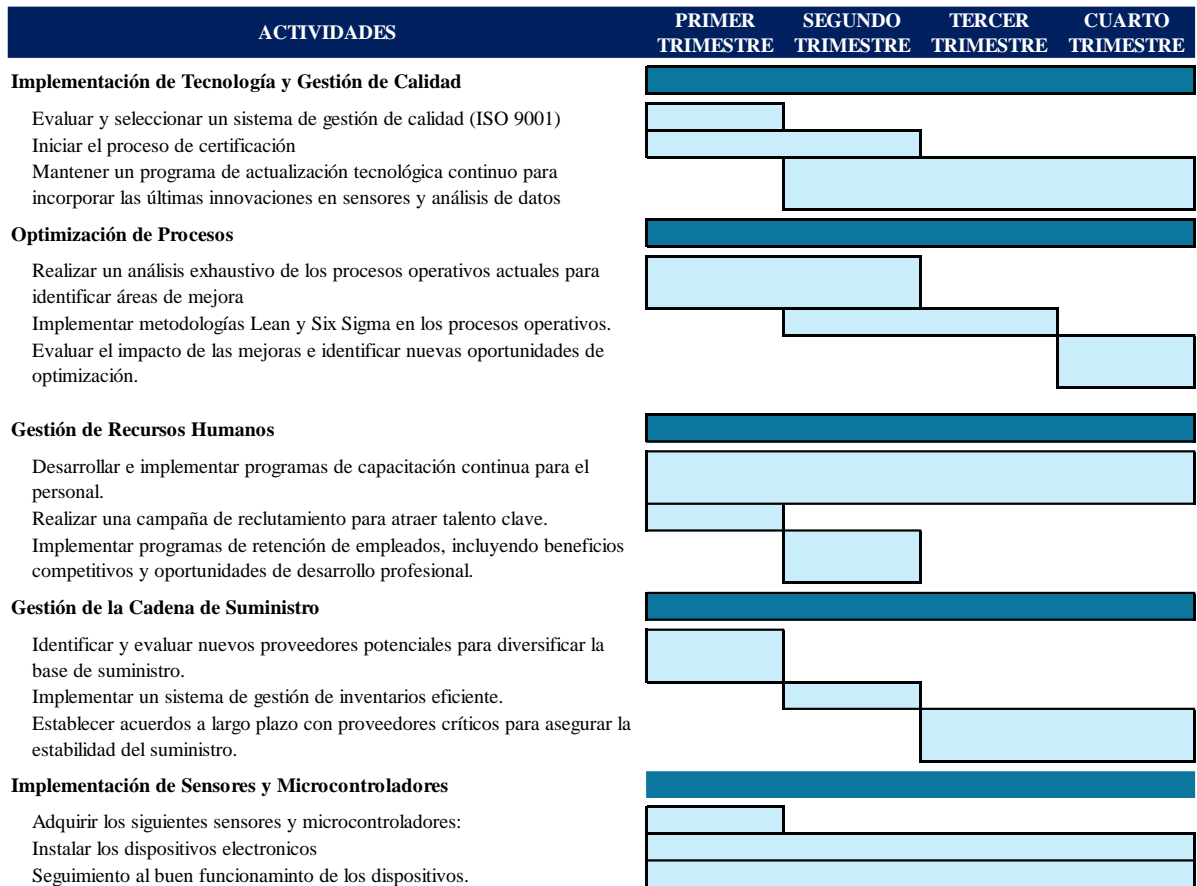 ACTIVIDADES
PRIMER TRIMESTRE
SEGUNDO TRIMESTRE
TERCER TRIMESTRE
CUARTO TRIMESTRE
Implementación de Tecnología y Gestión de Calidad
Evaluar y seleccionar un sistema de gestión de calidad (ISO 9001)
Iniciar el proceso de certificación
Mantener un programa de actualización tecnológica continuo para
incorporar las últimas innovaciones en sensores y análisis de datos
Optimización de Procesos
Realizar un análisis exhaustivo de los procesos operativos actuales para
identificar áreas de mejora
Implementar metodologías Lean y Six Sigma en los procesos operativos.
Evaluar el impacto de las mejoras e identificar nuevas oportunidades de
optimización.
Gestión de Recursos Humanos
Desarrollar e implementar programas de capacitación continua para el
personal.
Realizar una campaña de reclutamiento para atraer talento clave.
Implementar programas de retención de empleados, incluyendo beneficios
competitivos y oportunidades de desarrollo profesional.
Gestión de la Cadena de Suministro
Identificar y evaluar nuevos proveedores potenciales para diversificar la
base de suministro.
Implementar un sistema de gestión de inventarios eficiente.
Establecer acuerdos a largo plazo con proveedores críticos para asegurar la
estabilidad del suministro.
Implementación de Sensores y Microcontroladores
Adquirir los siguientes sensores y microcontroladores:
Instalar los dispositivos electronicos
Seguimiento al buen funcionaminto de los dispositivos.